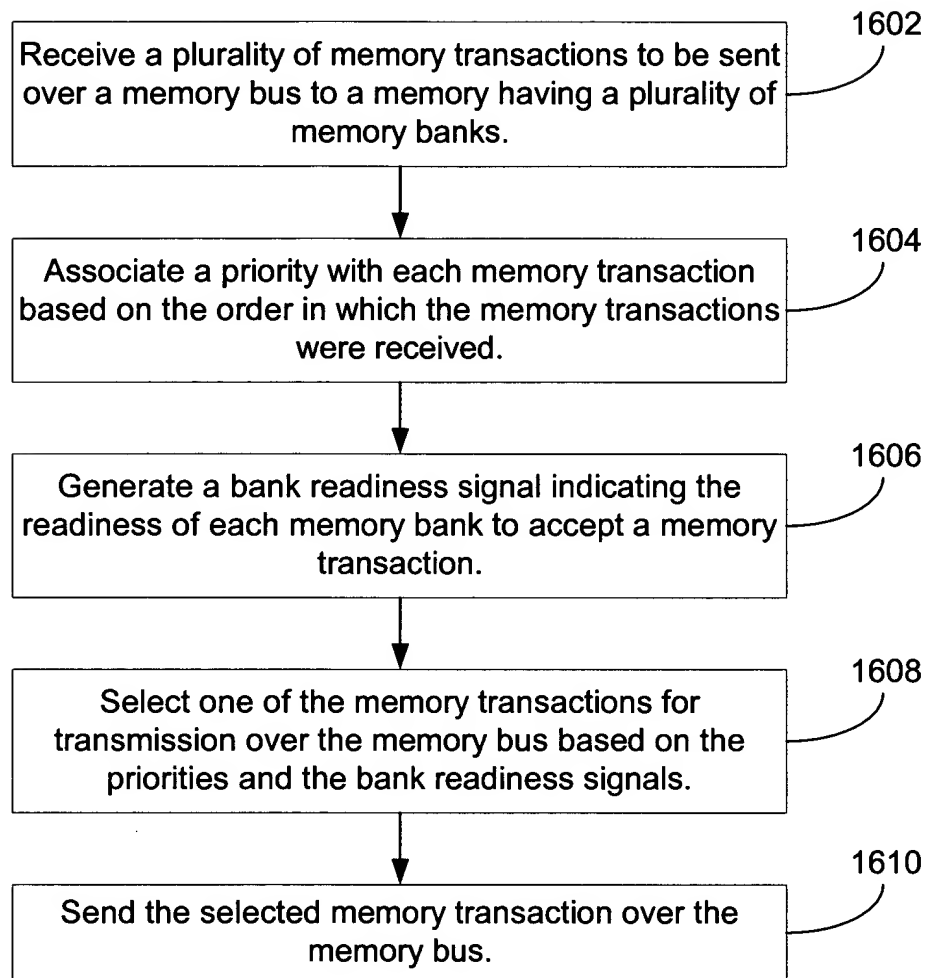 1602
Receive a plurality of memory transactions to be sent
over a memory bus to a memory having a plurality of
memory banks.
1604
Associate a priority with each memory transaction
based on the order in which the memory transactions
were received.
1606
Generate a bank readiness signal indicating the
readiness of each memory bank to accept a memory
transaction.
1608
Select one of the memory transactions for
transmission over the memory bus based on the
priorities and the bank readiness signals.
1610
Send the selected memory transaction over the
memory bus.